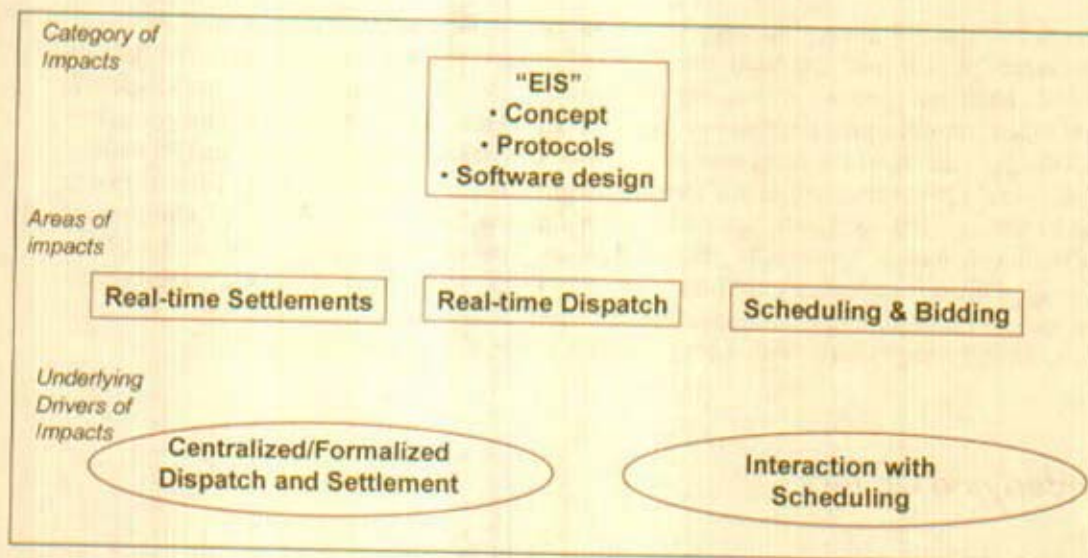 Category of
Impacts
“EIS”
• Concept
• Protocols
• Software design
Areas of
impacts
Real-time Settlements
Real-time Dispatch
Scheduling & Bidding
Underlying
Drivers of
Impacts
Centralized/Formalized
Dispatch and Settlement
Interaction with
Scheduling